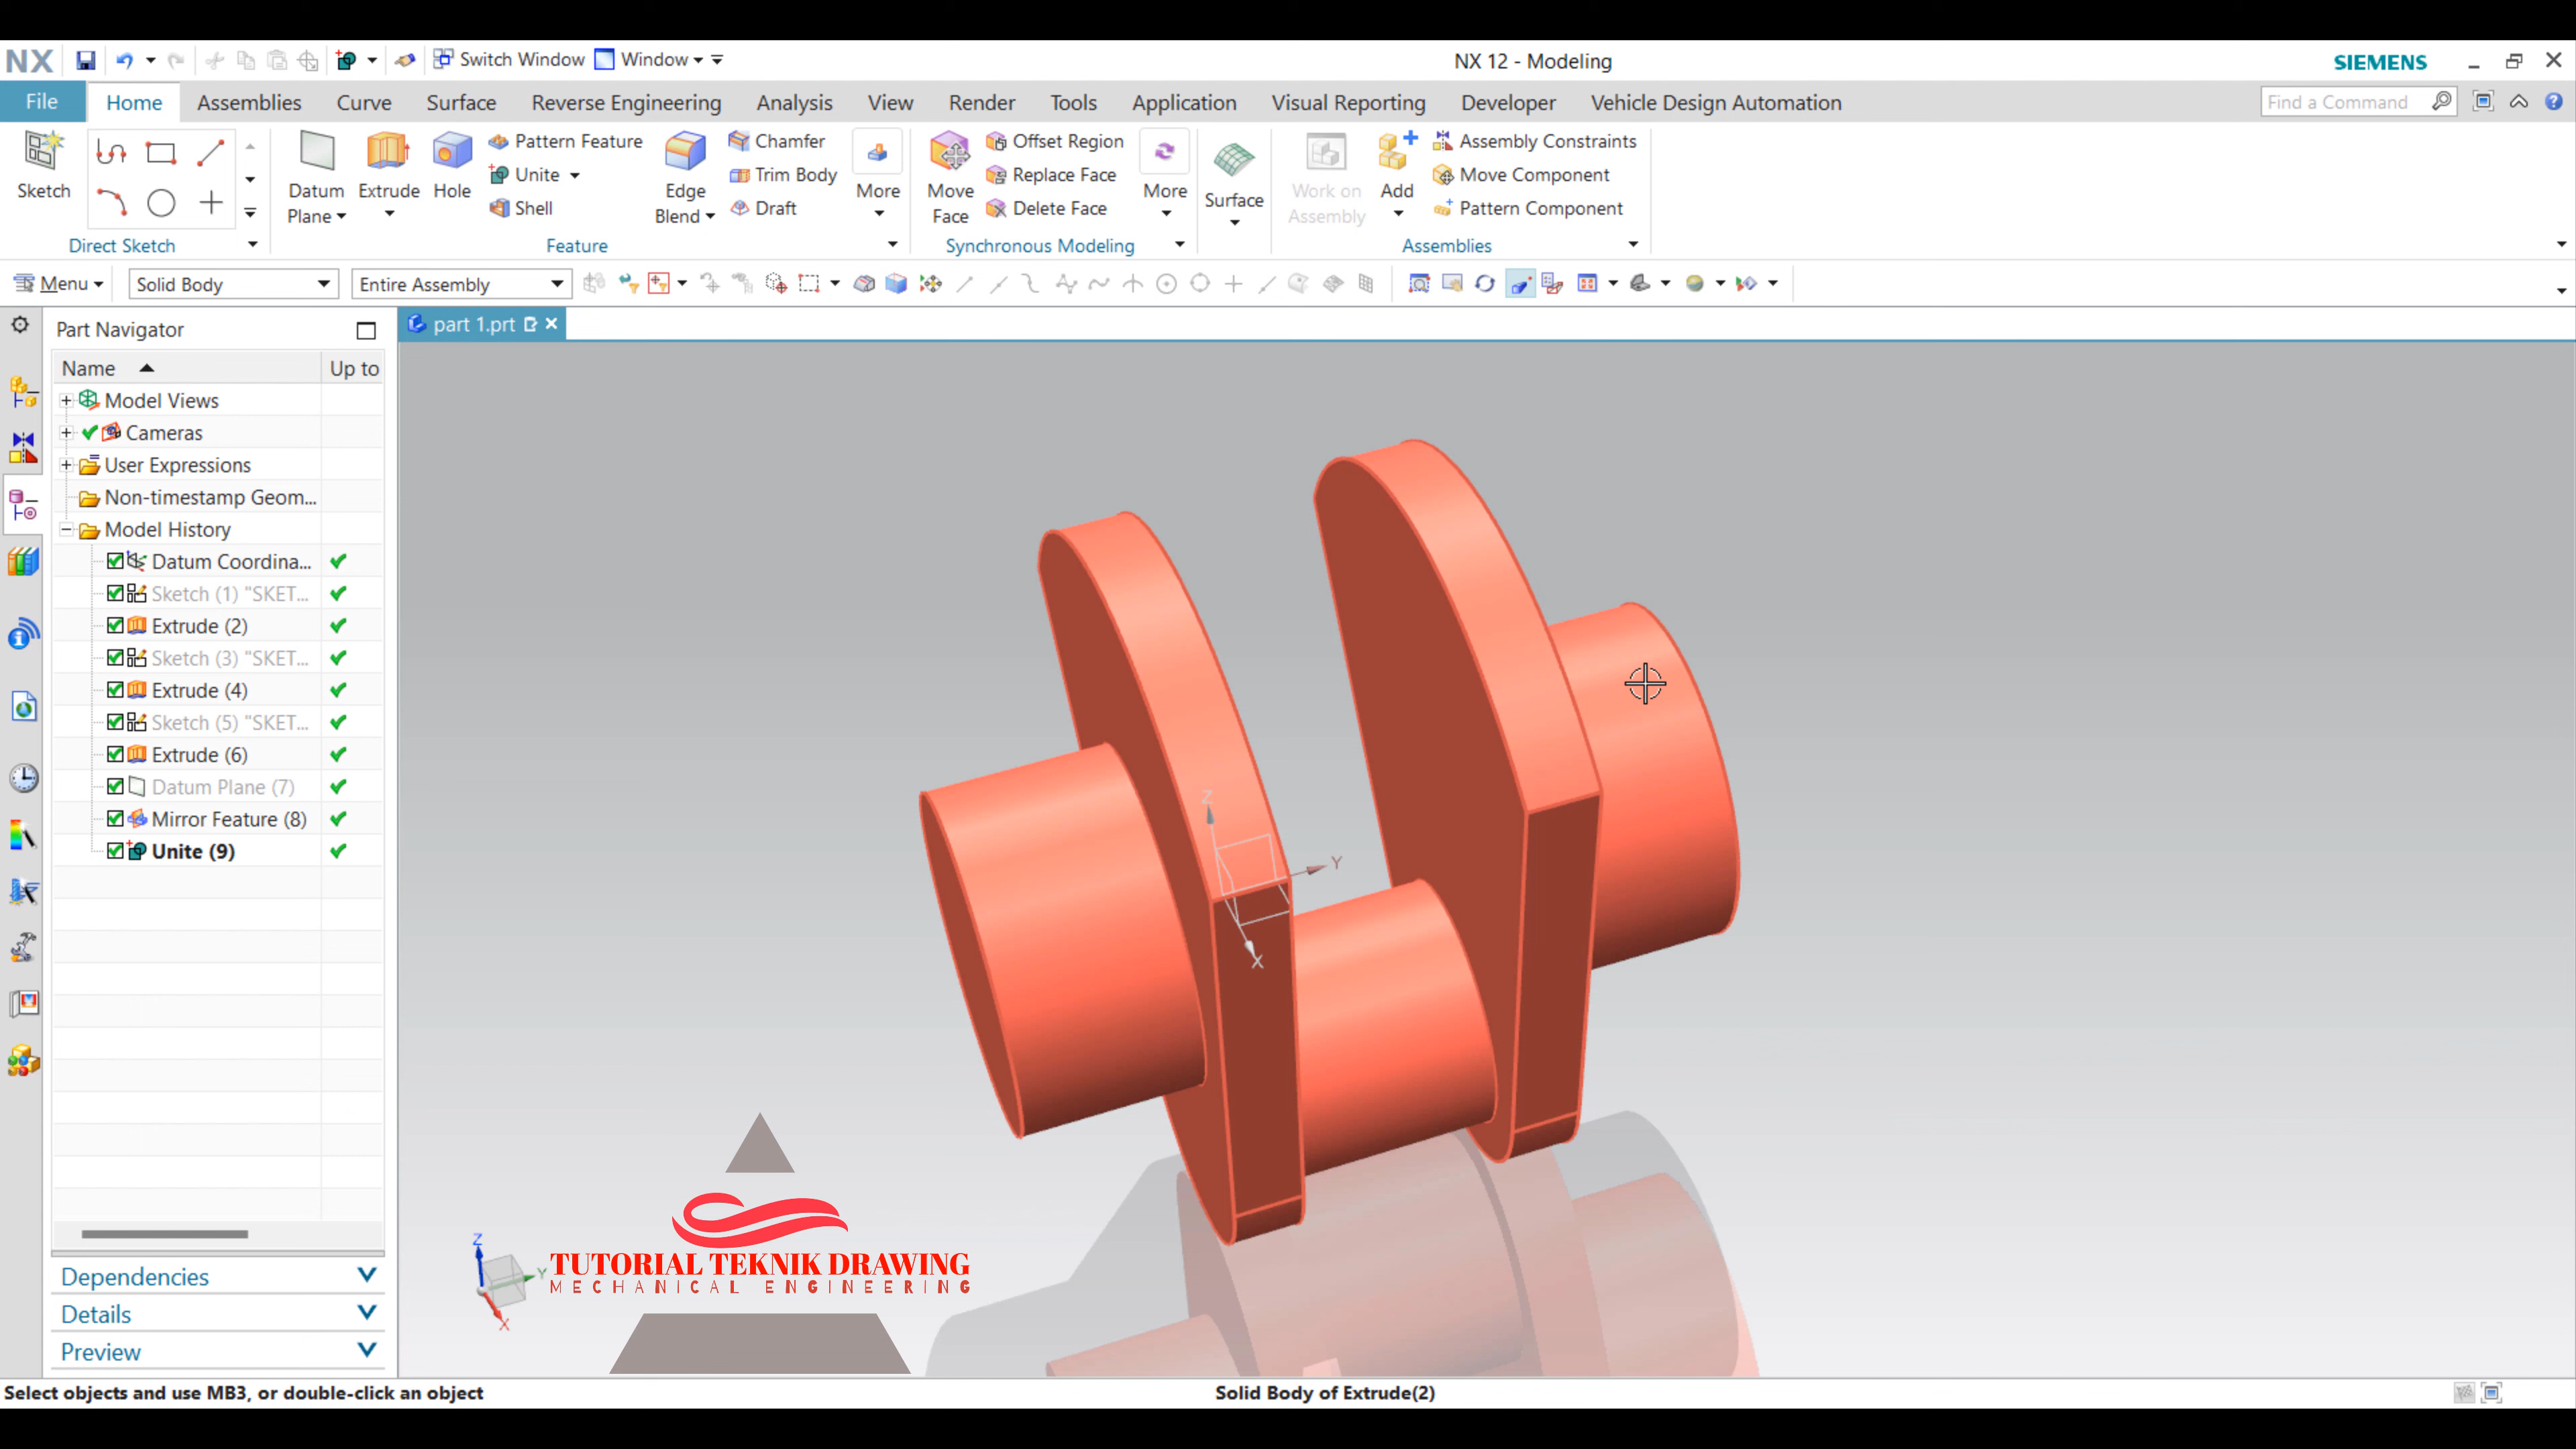 NX Switch Window Window NX 12 - Modeling SIEMENS
File Home Assemblies Curve Surface Reverse Engineering Analysis View Render Tools Application Visual Reporting Developer Vehicle Design Automation Find a Command
Sketch
Direct Sketch
Datum Plane
Extrude
Hole
Pattern Feature
Unite
Shell
Edge Blend
Chamfer
Trim Body
Draft
More
Feature
Move Face
Offset Region
Replace Face
Delete Face
More
Synchronous Modeling
Surface
Work on Assembly
Add
Assembly Constraints
Move Component
Pattern Component
Assemblies
Menu Solid Body Entire Assembly
Part Navigator
part 1.prt
Name Up to
Model Views
Cameras
User Expressions
Non-timestamp Geom...
Model History
Datum Coordina...
Sketch (1) "SKET...
Extrude (2)
Sketch (3) "SKET...
Extrude (4)
Sketch (5) "SKET...
Extrude (6)
Datum Plane (7)
Mirror Feature (8)
Unite (9)
Z
Y
X
Z
Y
X
TUTORIAL TEKNIK DRAWING
MECHANICAL ENGINEERING
Dependencies
Details
Preview
Select objects and use MB3, or double-click an object Solid Body of Extrude(2)